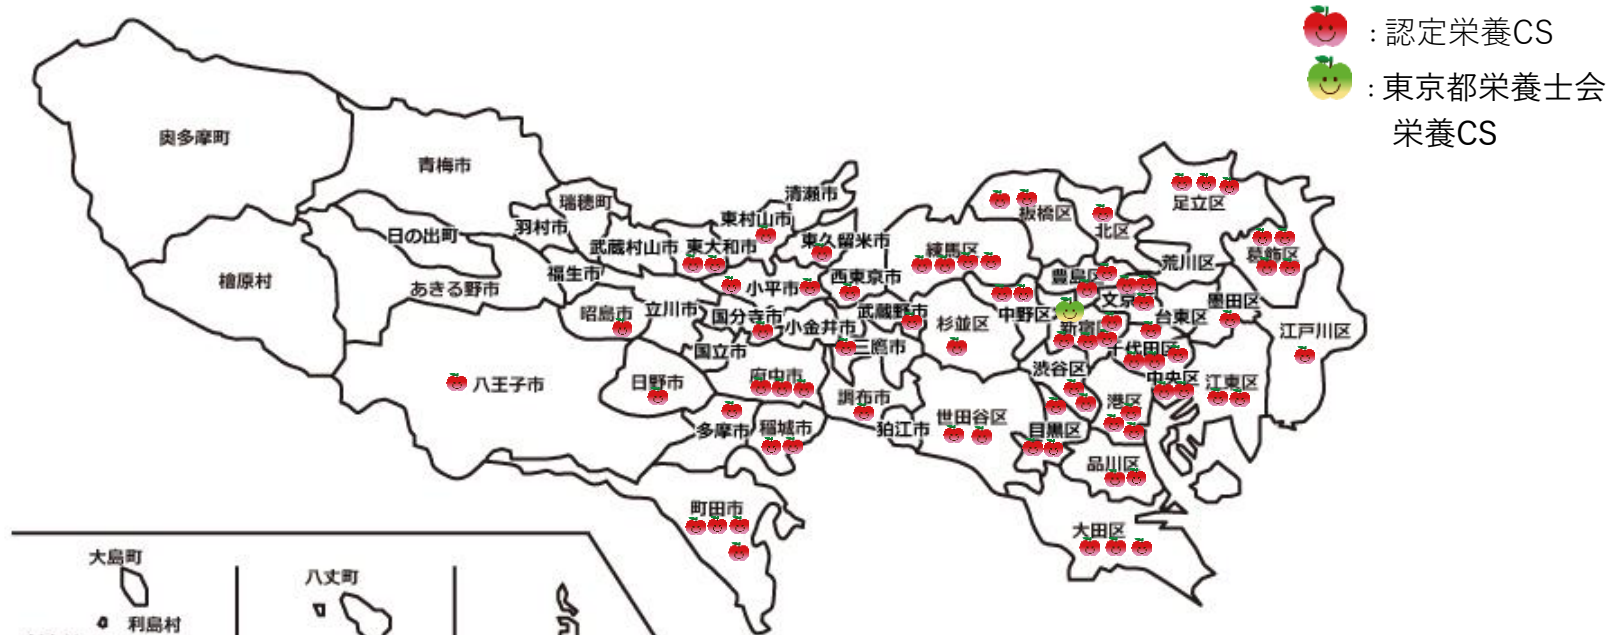 ：認定栄養CS
：東京都栄養士会
栄養CS
奥多摩町
青梅市
瑞穂町
羽村市
日の出町
檜原村
あきる野市
福生市
武蔵村山市
東大和市
東村山市
清瀬市
東久留米市
西東京市
小平市
昭島市
立川市
国分寺市
小金井市
武蔵野市
三鷹市
国立市
八王子市
日野市
府中市
調布市
多摩市
稲城市
狛江市
町田市
板橋区
北区
足立区
練馬区
豊島区
荒川区
葛飾区
文京
中野区
杉並区
新宿区
台東区
墨田区
江戸川区
千代田区
渋谷区
中央区
江東区
港区
世田谷区
目黒区
品川区
大田区
大島町
利島村
八丈町